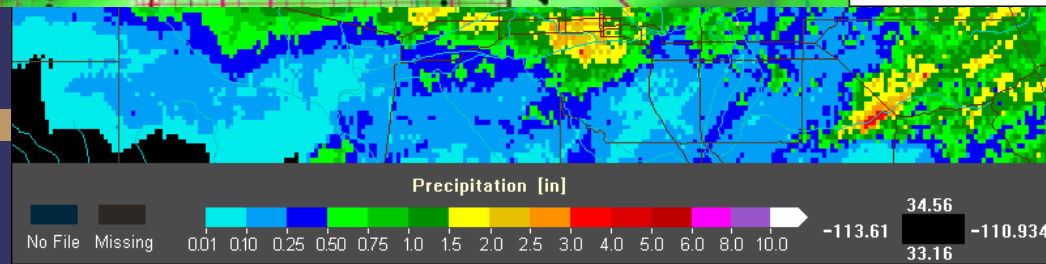 Precipitation [in]
No File Missing
0.01 0.10 0.25 0.50 0.75 1.0 1.5 2.0 2.5 3.0 4.0 5.0 6.0 8.0 10.0
34.56
-113.61 -110.934
33.16